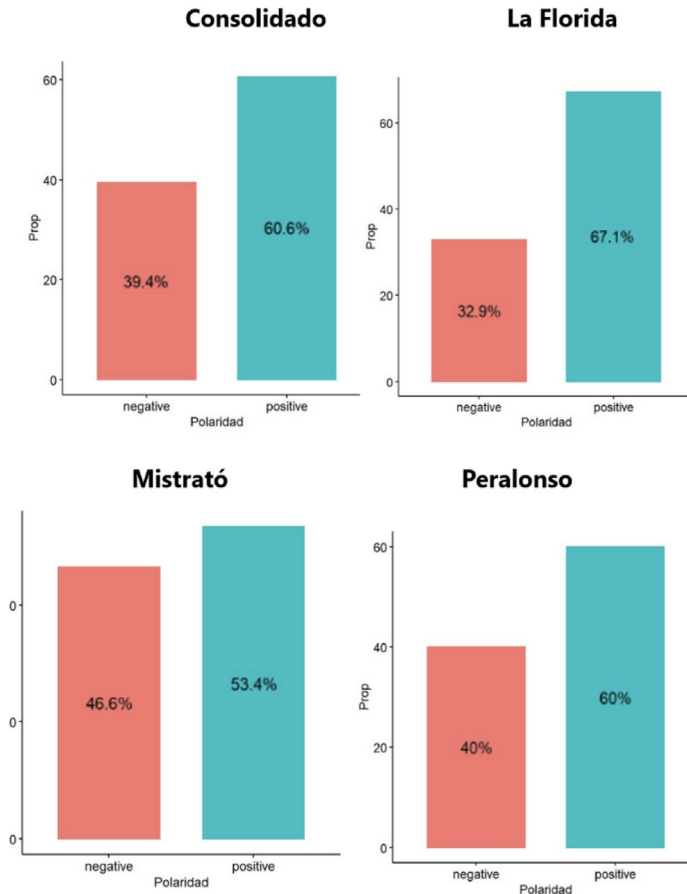 Consolidado
60
40
20
0
Prop
39.4%
60.6%
negative
positive
Polaridad
La Florida
60
40
20
0
Prop
32.9%
67.1%
negative
positive
Polaridad
Mistrató
0
0
0
46.6%
53.4%
negative
positive
Polaridad
Peralonso
60
40
20
0
Prop
40%
60%
negative
positive
Polaridad